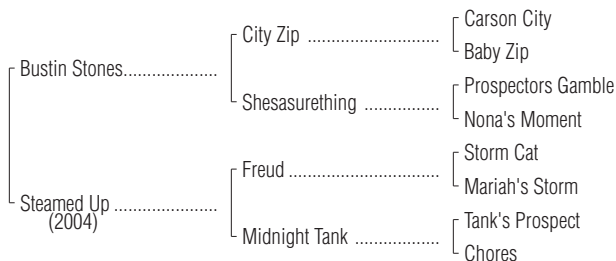 Carson City
City Zip ..................
Baby Zip
Bustin Stones...................
Prospectors Gamble
Shesasurething .............
Nona's Moment
Storm Cat
Freud ........................
Mariah's Storm
Steamed Up .....................
(2004)
Tank's Prospect
Midnight Tank ...............
Chores